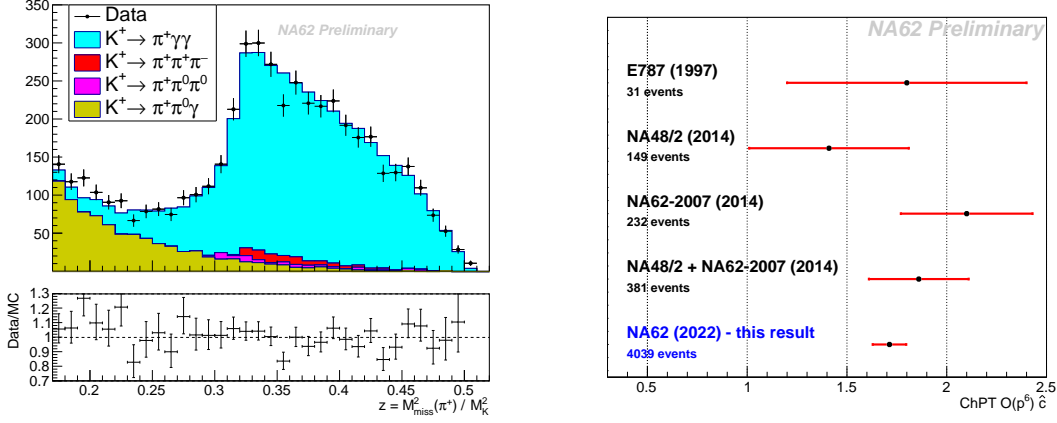 350
300
250
200
150
100
50
Data
K⁺→ π⁺γγ
K⁺→ π⁺π⁺π⁻
K⁺→ π⁺π⁰π⁰
K⁺→ π⁺π⁰γ
NA62 Preliminary
Data/MC
1.3
1.2
1.1
1.0
0.9
0.8
0.7
0.2 0.25 0.3 0.35 0.4 0.45 0.5
z = M²miss(π⁺) / M²K
NA62 Preliminary
E787 (1997)
31 events
NA48/2 (2014)
149 events
NA62-2007 (2014)
232 events
NA48/2 + NA62-2007 (2014)
381 events
NA62 (2022) - this result
4039 events
0.5 1 1.5 2 2.5
ChPT O(p⁶) ĉ